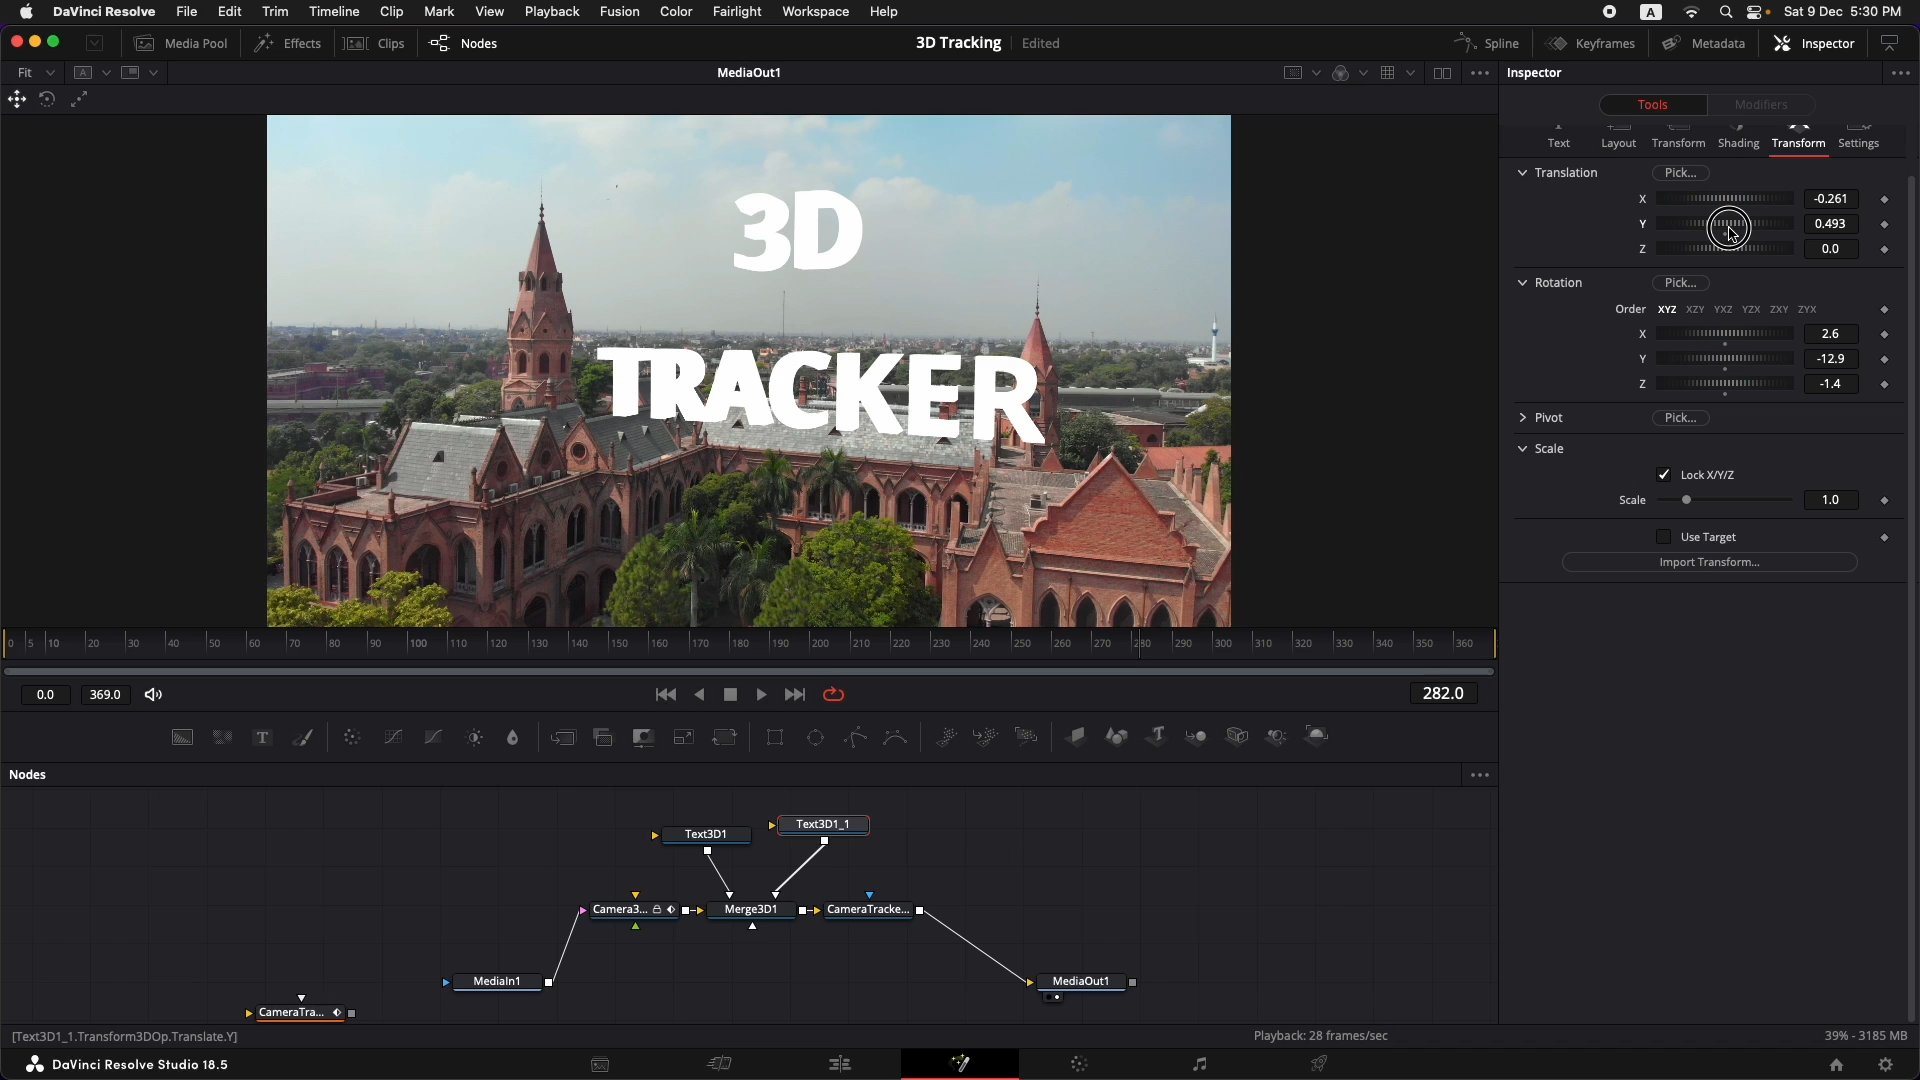 DaVinci Resolve File Edit Trim Timeline Clip Mark View Playback Fusion Color Fairlight Workspace Help A Sat 9 Dec 5:30 PM
Media Pool Effects Clips Nodes 3D Tracking Edited Spline Keyframes Metadata Inspector
Fit A MediaOut1 Inspector
Tools Modifiers
Text Layout Transform Shading Transform Settings
Translation Pick...
X -0.261
Y 0.493
Z 0.0
Rotation Pick...
Order XYZ XZY YXZ YZX ZXY ZYX
X 2.6
Y -12.9
Z -1.4
Pivot Pick...
Scale
Lock X/Y/Z
Scale 1.0
Use Target
Import Transform...
3D
TRACKER
0 5 10 20 30 40 50 60 70 80 90 100 110 120 130 140 150 160 170 180 190 200 210 220 230 240 250 260 270 280 290 300 310 320 330 340 350 360
0.0 369.0 282.0
T
Nodes
Text3D1 Text3D1_1
Camera3... Merge3D1 CameraTracke...
MediaIn1 MediaOut1
CameraTra...
[Text3D1_1.Transform3DOp.Translate.Y] Playback: 28 frames/sec 39% - 3185 MB
DaVinci Resolve Studio 18.5